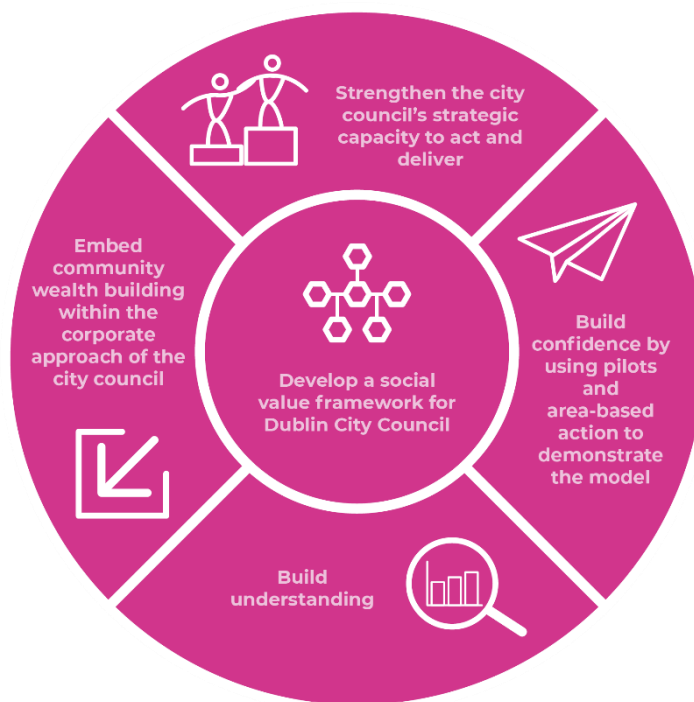 Strengthen the city
council's strategic
capacity to act and
deliver
Embed
community
wealth building
within the
corporate
approach of the
city council
Develop a social
value framework for
Dublin City Council
Build
confidence by
using pilots
and
area-based
action to
demonstrate
the model
Build
understanding